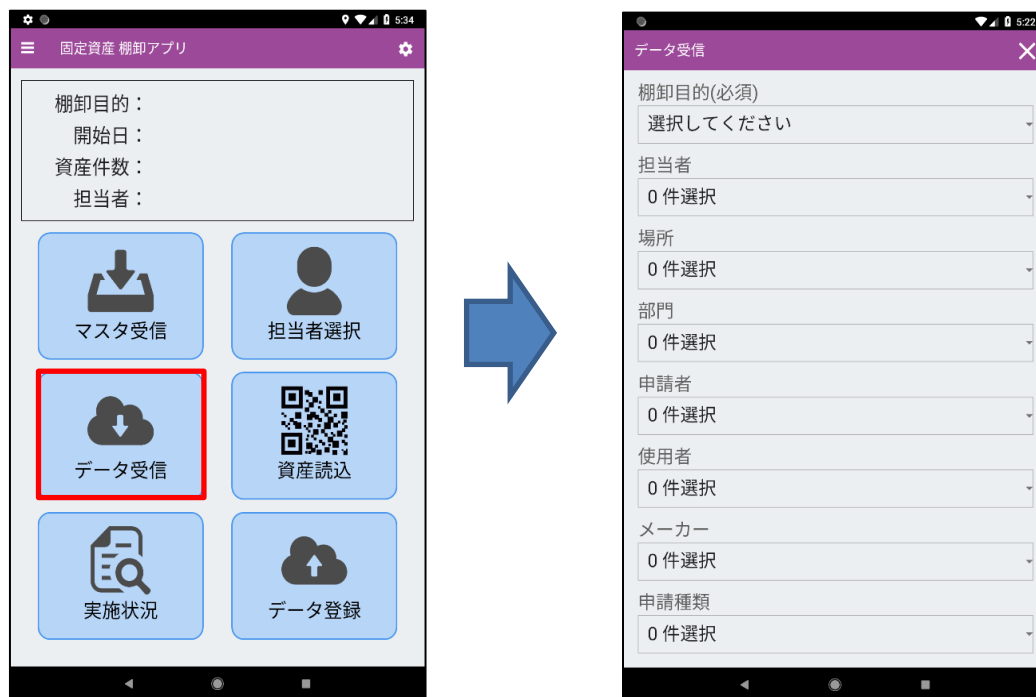 5:34
固定資産 棚卸アプリ
棚卸目的：
開始日：
資産件数：
担当者：
マスタ受信
担当者選択
データ受信
資産読込
実施状況
データ登録
5:22
データ受信
棚卸目的(必須)
選択してください
担当者
0 件選択
場所
0 件選択
部門
0 件選択
申請者
0 件選択
使用者
0 件選択
メーカー
0 件選択
申請種類
0 件選択